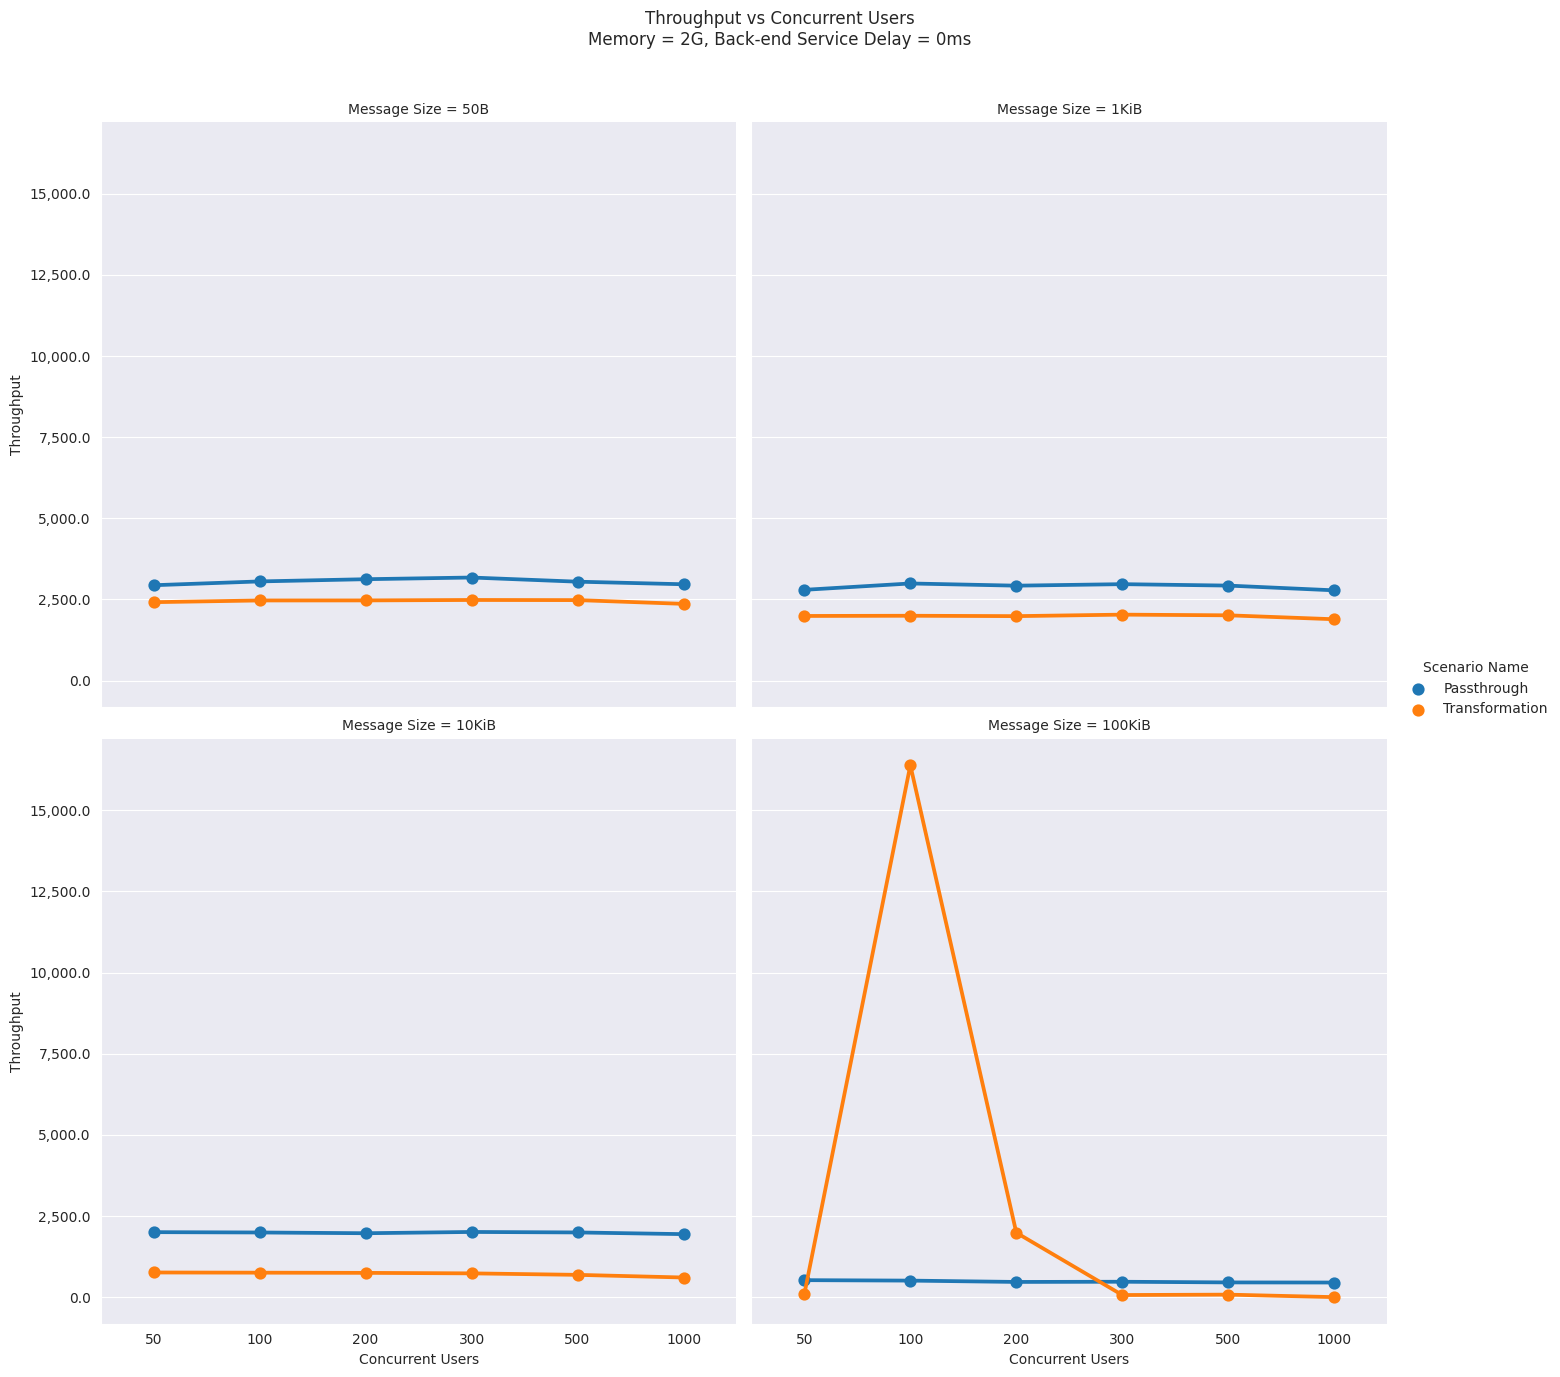 Throughput vs Concurrent Users
Memory = 2G, Back-end Service Delay = 0ms
Message Size = 50B
Message Size = 1KiB
15,000.0
12,500.0
10,000.0
7,500.0
5,000.0
2,500.0
0.0
Throughput
Scenario Name
Passthrough
Transformation
Message Size = 10KiB
Message Size = 100KiB
15,000.0
12,500.0
10,000.0
7,500.0
5,000.0
2,500.0
0.0
Throughput
50 100 200 300 500 1000
Concurrent Users
50 100 200 300 500 1000
Concurrent Users